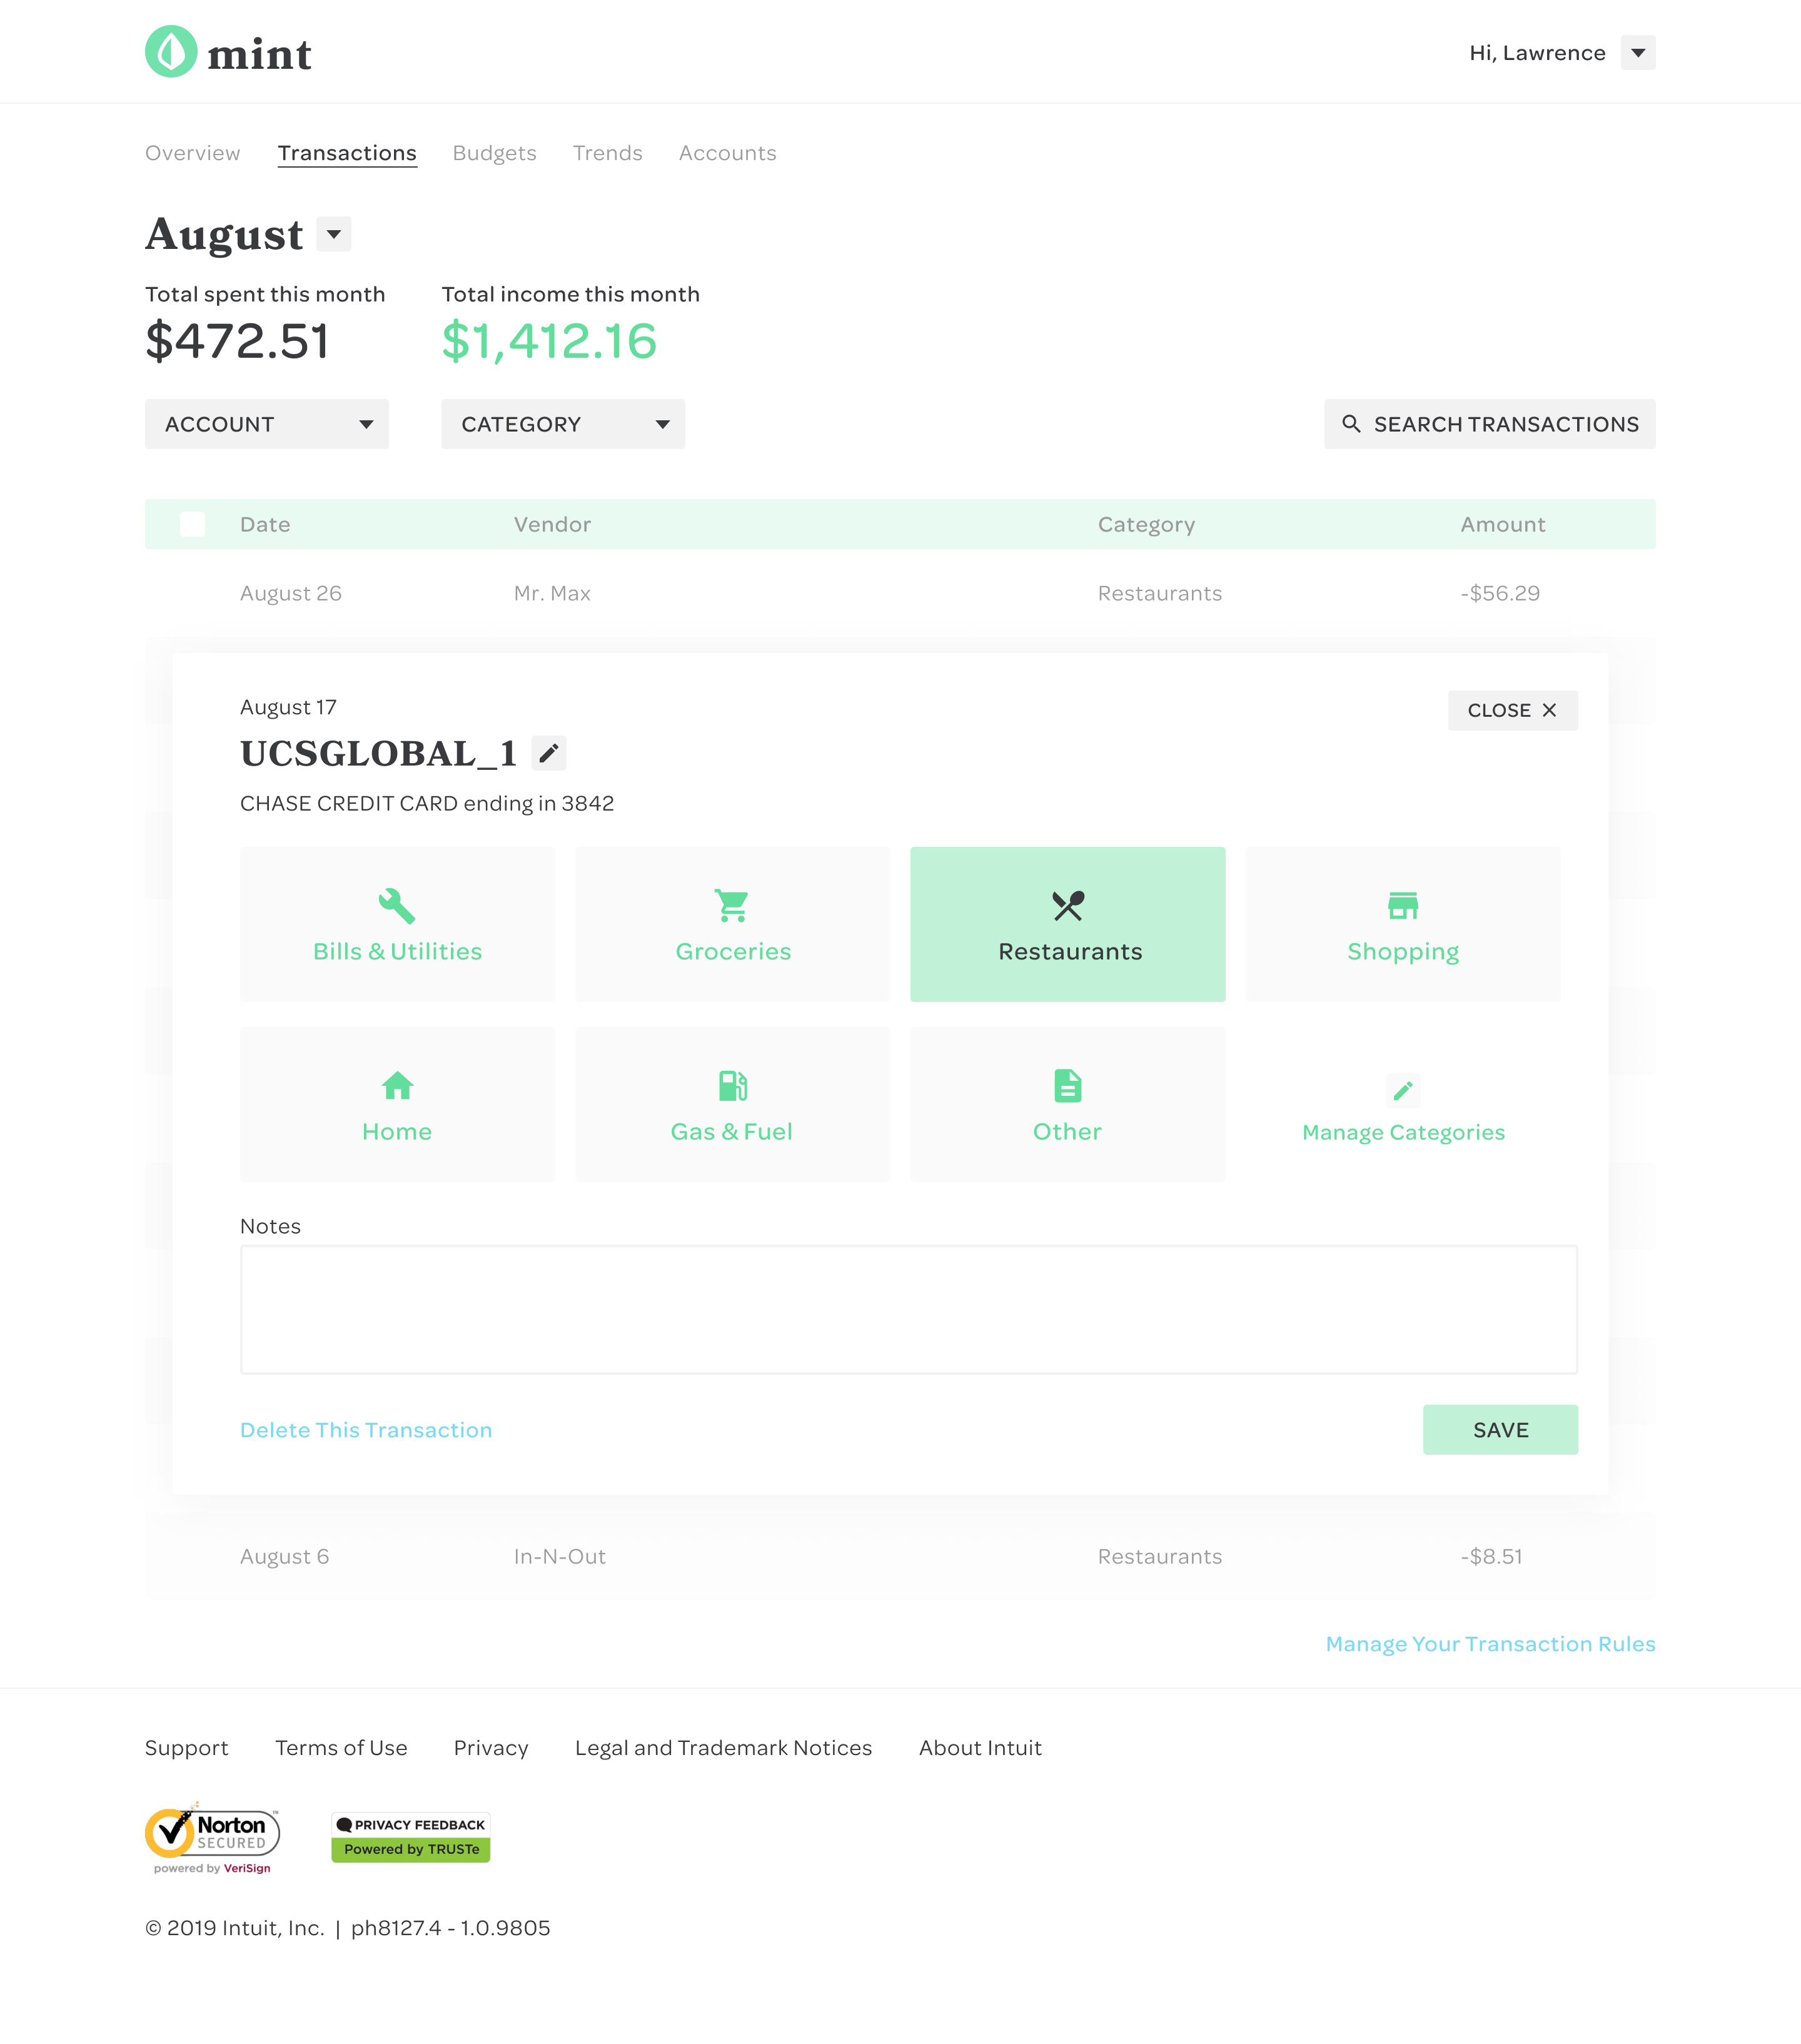 mint
Hi, Lawrence
Overview Transactions Budgets Trends Accounts
August
Total spent this month Total income this month
$472.51 $1,412.16
ACCOUNT CATEGORY SEARCH TRANSACTIONS
Date Vendor Category Amount
August 26 Mr. Max Restaurants -$56.29
August 17
CLOSE
UCSGLOBAL_1
CHASE CREDIT CARD ending in 3842
Bills & Utilities Groceries Restaurants Shopping
Home Gas & Fuel Other Manage Categories
Notes
Delete This Transaction SAVE
August 6 In-N-Out Restaurants -$8.51
Manage Your Transaction Rules
Support Terms of Use Privacy Legal and Trademark Notices About Intuit
Norton™
SECURED
powered by VeriSign
PRIVACY FEEDBACK
Powered by TRUSTe
© 2019 Intuit, Inc. | ph8127.4 - 1.0.9805